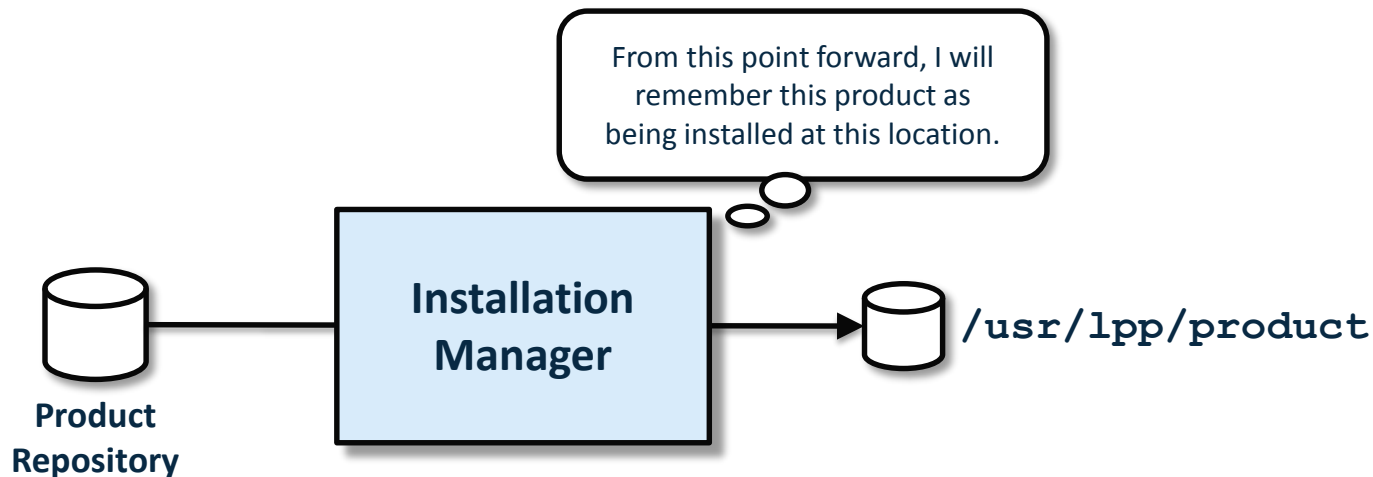 From this point forward, I will
remember this product as
being installed at this location.
Installation
Manager
/usr/lpp/product
Product
Repository